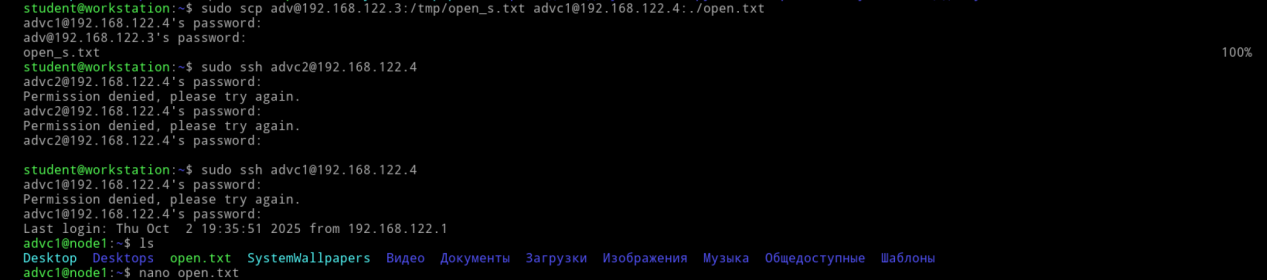 student@workstation:~$ sudo scp adv@192.168.122.3:/tmp/open_s.txt advc1@192.168.122.4:./open.txt
advc1@192.168.122.4's password:
adv@192.168.122.3's password:
open_s.txt 100%
student@workstation:~$ sudo ssh advc2@192.168.122.4
advc2@192.168.122.4's password:
Permission denied, please try again.
advc2@192.168.122.4's password:
Permission denied, please try again.
advc2@192.168.122.4's password:
student@workstation:~$ sudo ssh advc1@192.168.122.4
advc1@192.168.122.4's password:
Permission denied, please try again.
advc1@192.168.122.4's password:
Last login: Thu Oct  2 19:35:51 2025 from 192.168.122.1
advc1@node1:~$ ls
Desktop  Desktops  open.txt  SystemWallpapers  Видео  Документы  Загрузки  Изображения  Музыка  Общедоступные  Шаблоны
advc1@node1:~$ nano open.txt